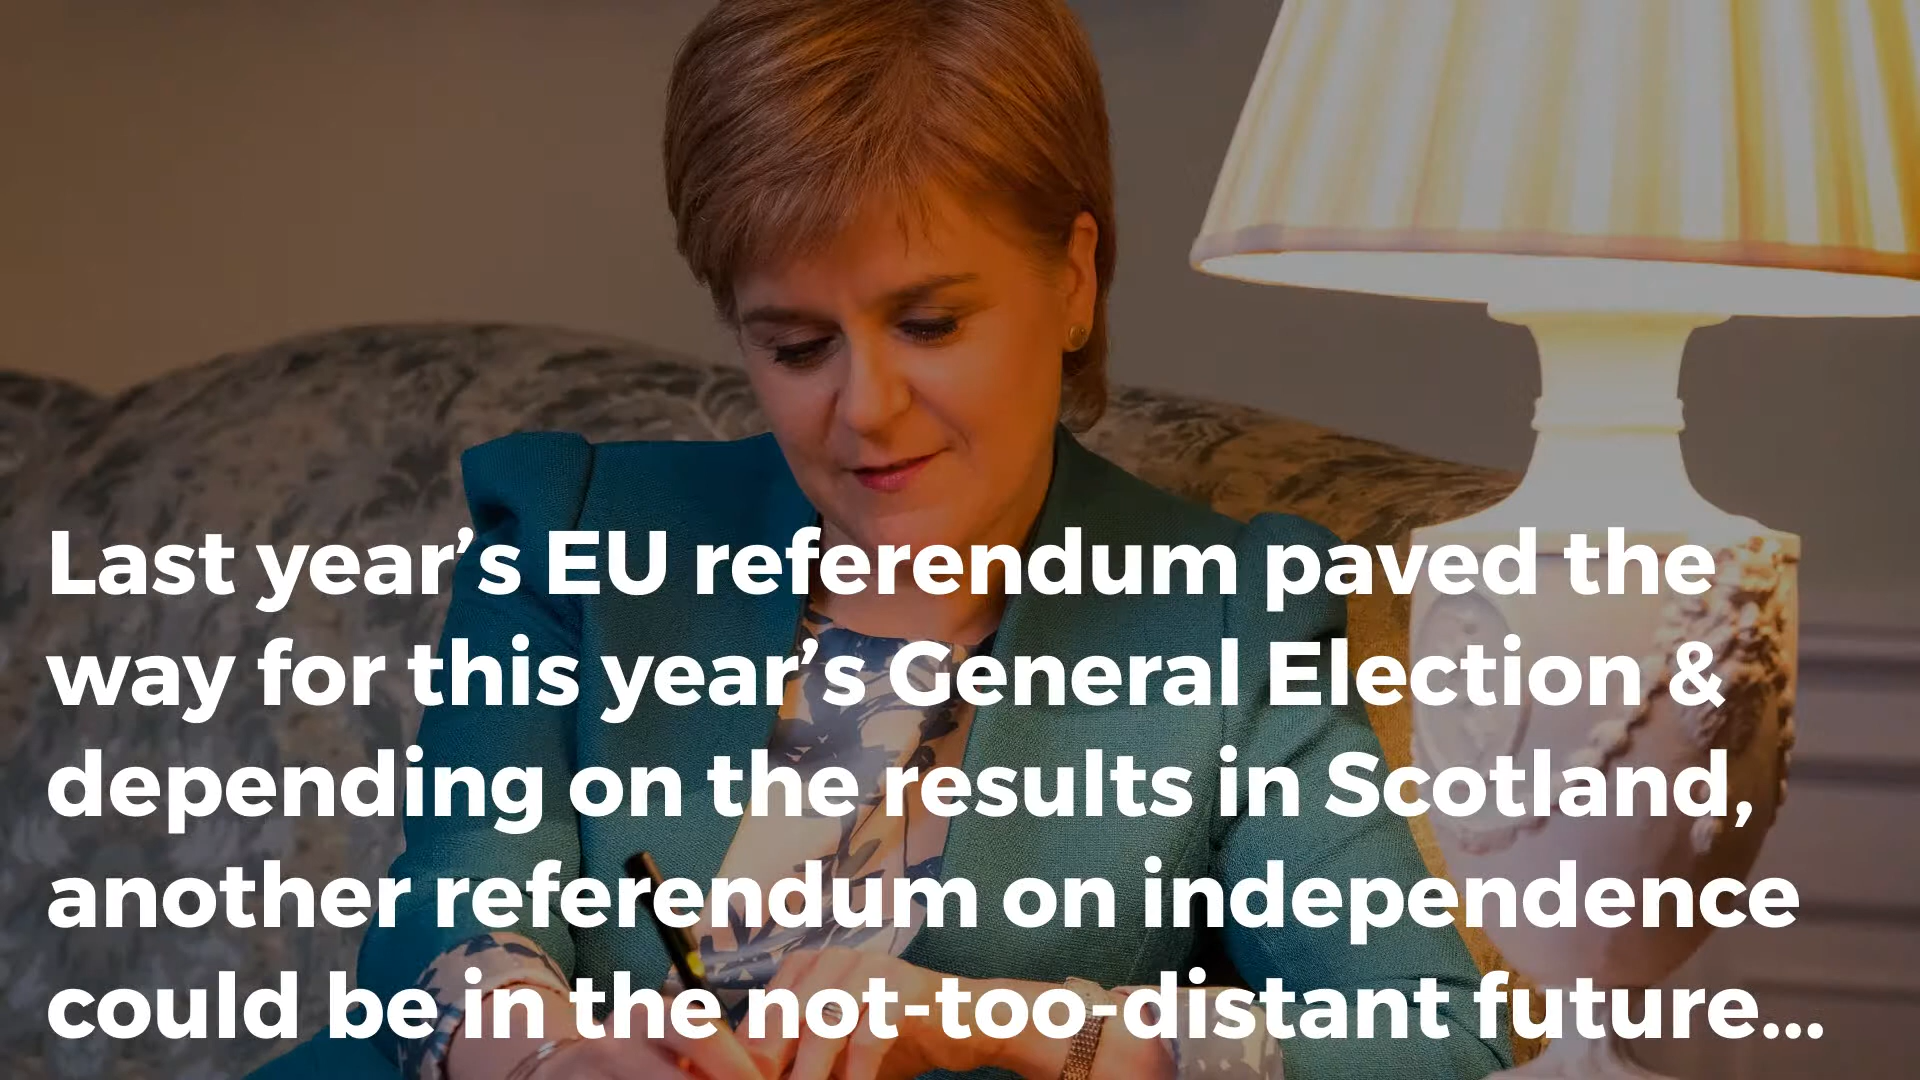 Last year’s EU referendum paved the
way for this year’s General Election &
depending on the results in Scotland,
another referendum on independence
could be in the not-too-distant future...